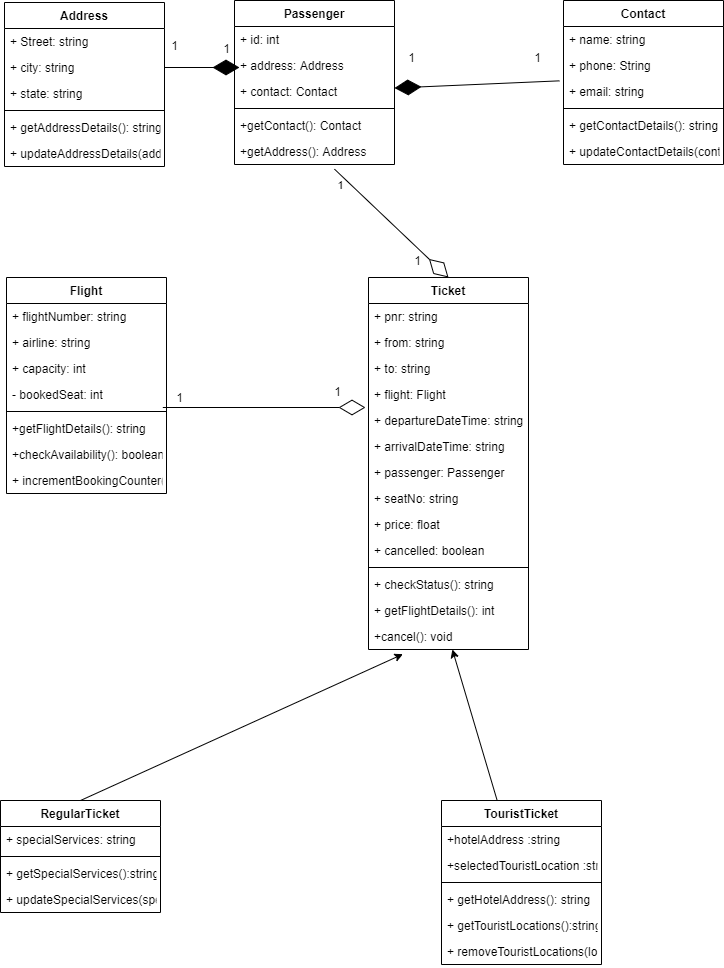 Address
+ Street: string
+ city: string
+ state: string
+ getAddressDetails(): string
+ updateAddressDetails(add
1
1
Passenger
+ id: int
+ address: Address
+ contact: Contact
+getContact(): Contact
+getAddress(): Address
1
1
Contact
+ name: string
+ phone: String
+ email: string
+ getContactDetails(): string
+ updateContactDetails(cont
1
1
Flight
+ flightNumber: string
+ airline: string
+ capacity: int
- bookedSeat: int
+getFlightDetails(): string
+checkAvailability(): boolean
+ incrementBookingCounter(
1
1
Ticket
+ pnr: string
+ from: string
+ to: string
+ flight: Flight
+ departureDateTime: string
+ arrivalDateTime: string
+ passenger: Passenger
+ seatNo: string
+ price: float
+ cancelled: boolean
+ checkStatus(): string
+ getFlightDetails(): int
+cancel(): void
RegularTicket
+ specialServices: string
+ getSpecialServices():string
+ updateSpecialServices(spe
TouristTicket
+hotelAddress :string
+selectedTouristLocation :stri
+ getHotelAddress(): string
+ getTouristLocations():string
+ removeTouristLocations(lo